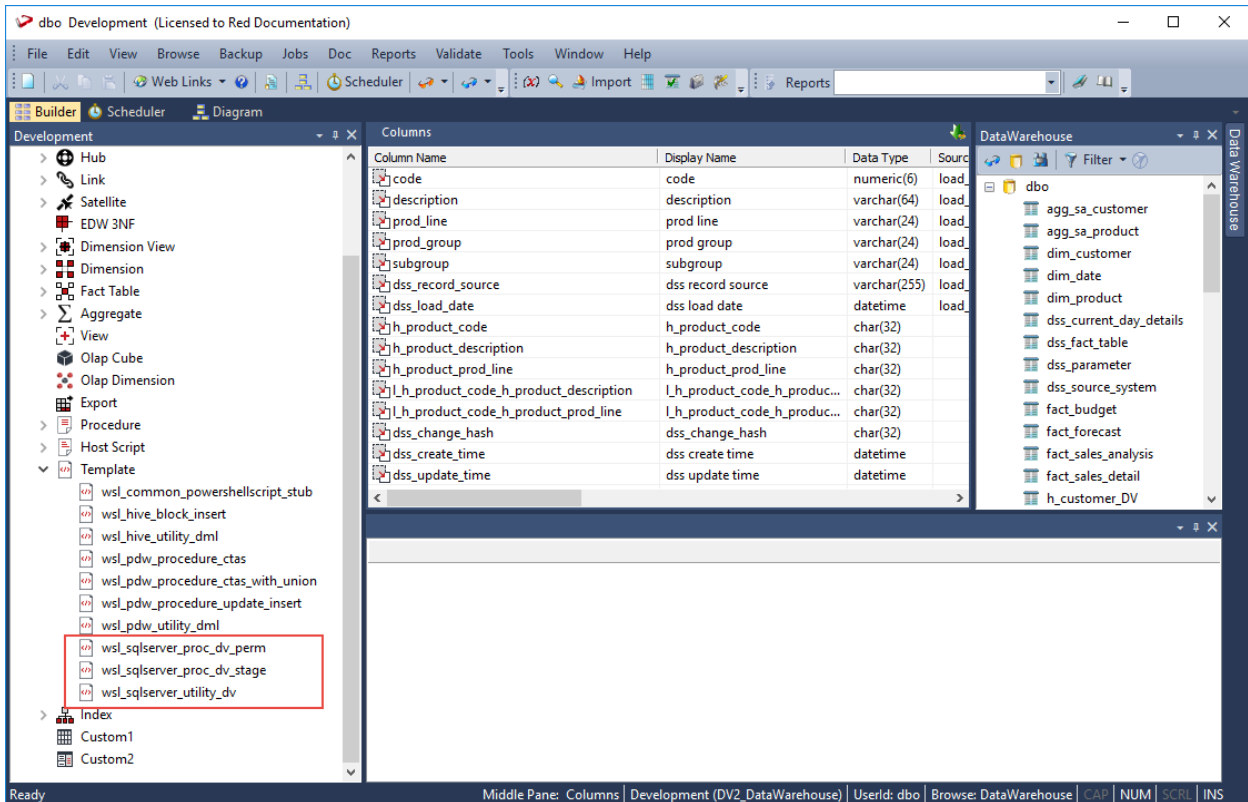 dbo Development (Licensed to Red Documentation)
File Edit View Browse Backup Jobs Doc Reports Validate Tools Window Help
Web Links Scheduler (x) Import Reports
Builder Scheduler Diagram
Development
Hub
Link
Satellite
EDW 3NF
Dimension View
Dimension
Fact Table
Aggregate
View
Olap Cube
Olap Dimension
Export
Procedure
Host Script
Template
wsl_common_powershellscript_stub
wsl_hive_block_insert
wsl_hive_utility_dml
wsl_pdw_procedure_ctas
wsl_pdw_procedure_ctas_with_union
wsl_pdw_procedure_update_insert
wsl_pdw_utility_dml
wsl_sqlserver_proc_dv_perm
wsl_sqlserver_proc_dv_stage
wsl_sqlserver_utility_dv
Index
Custom1
Custom2
Columns
Column Name Display Name Data Type Sourc
code code numeric(6) load_
description description varchar(64) load_
prod_line prod line varchar(24) load_
prod_group prod group varchar(24) load_
subgroup subgroup varchar(24) load_
dss_record_source dss record source varchar(255) load_
dss_load_date dss load date datetime load_
h_product_code h_product_code char(32)
h_product_description h_product_description char(32)
h_product_prod_line h_product_prod_line char(32)
l_h_product_code_h_product_description l_h_product_code_h_produc... char(32)
l_h_product_code_h_product_prod_line l_h_product_code_h_produc... char(32)
dss_change_hash dss_change_hash char(32)
dss_create_time dss create time datetime
dss_update_time dss update time datetime
DataWarehouse
Filter
dbo
agg_sa_customer
agg_sa_product
dim_customer
dim_date
dim_product
dss_current_day_details
dss_fact_table
dss_parameter
dss_source_system
fact_budget
fact_forecast
fact_sales_analysis
fact_sales_detail
h_customer_DV
Data Warehouse
Ready Middle Pane: Columns Development (DV2_DataWarehouse) UserId: dbo Browse: DataWarehouse CAP NUM SCRL INS